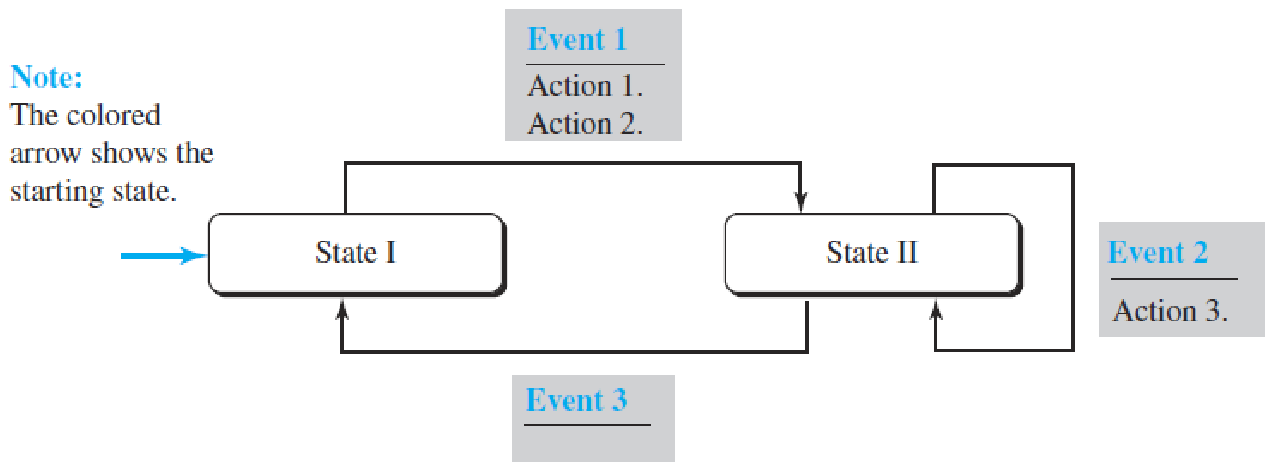 Note:
The colored
arrow shows the
starting state.
Event 1
Action 1.
Action 2.
State I
State II
Event 2
Action 3.
Event 3